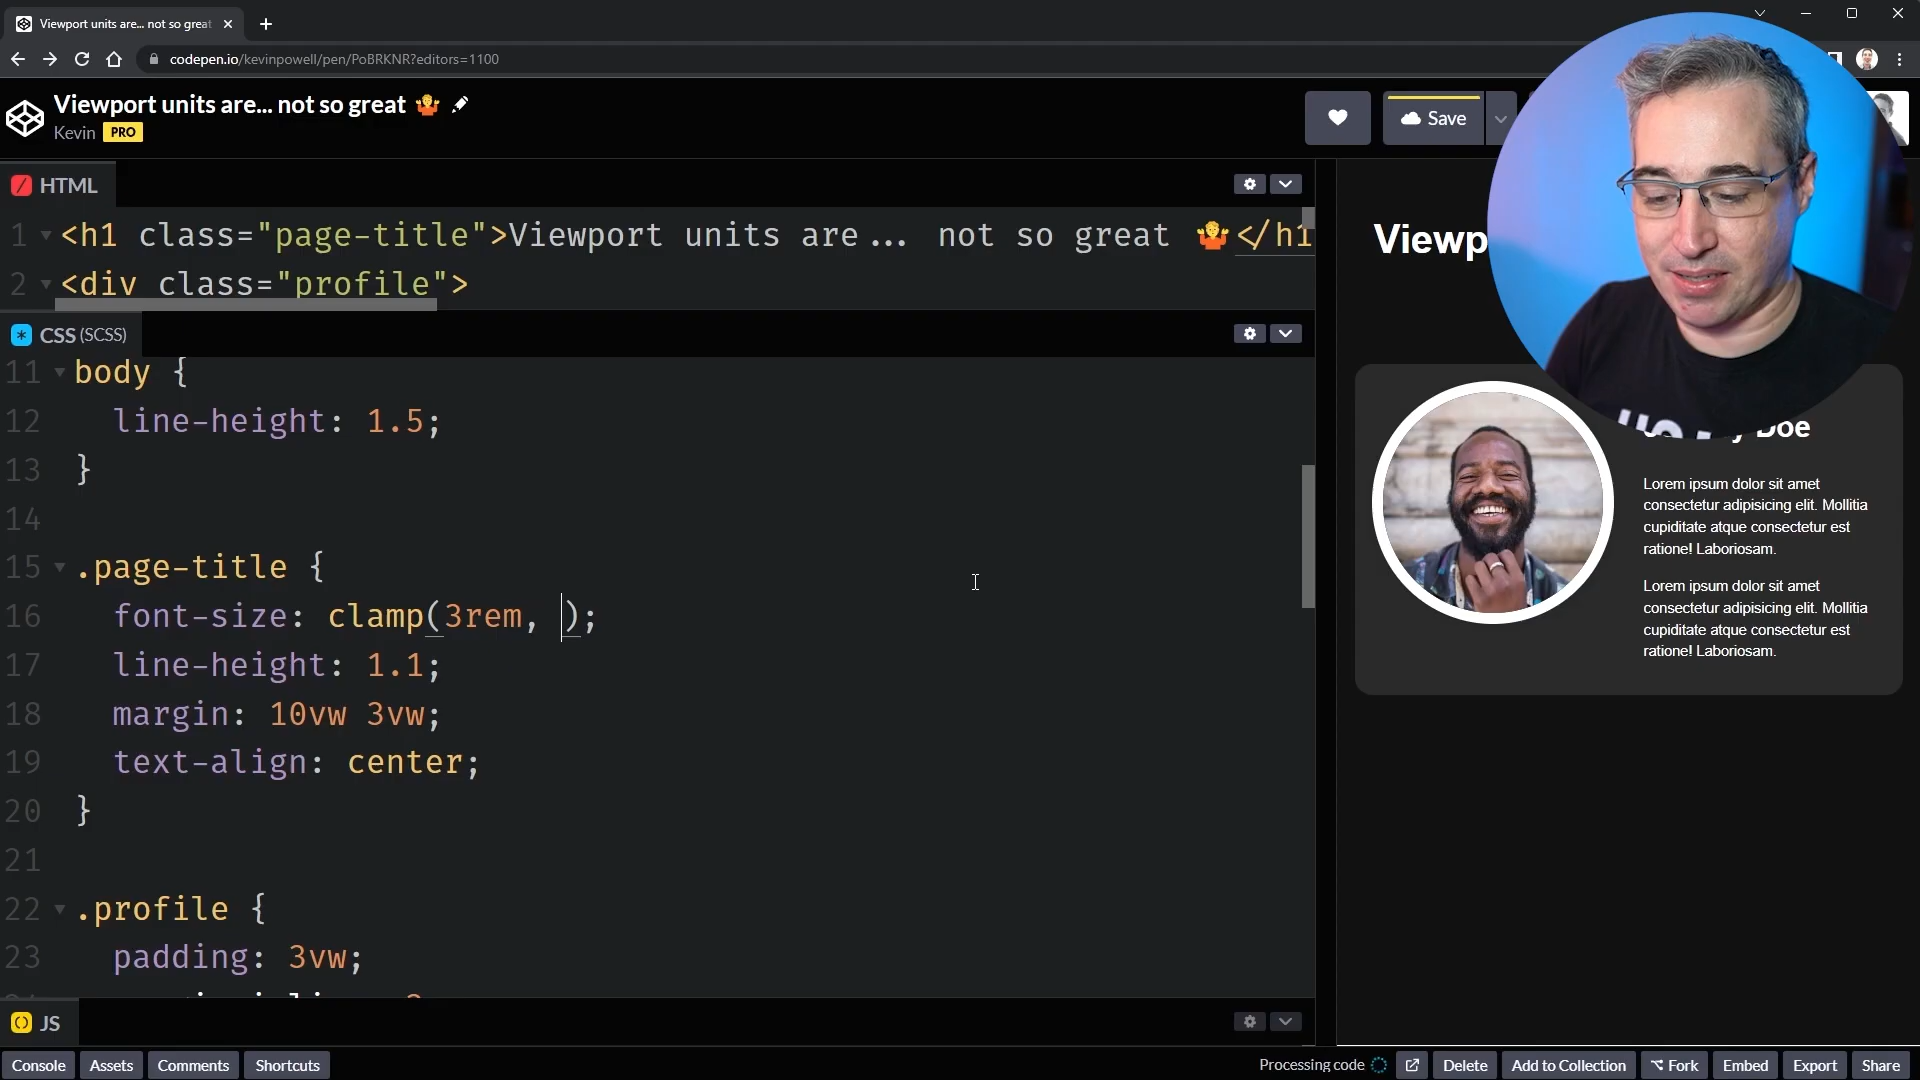 Viewport units are... not so great
codepen.io/kevinpowell/pen/PoBRKNR?editors=1100
Viewport units are... not so great 🤷
Kevin PRO
Save
HTML
1 <h1 class="page-title">Viewport units are... not so great 🤷</h1
2 <div class="profile">
CSS (SCSS)
11 body {
12 line-height: 1.5;
13 }
14
15 .page-title {
16 font-size: clamp(3rem, );
17 line-height: 1.1;
18 margin: 10vw 3vw;
19 text-align: center;
20 }
21
22 .profile {
23 padding: 3vw;
JS
Viewp
Doe
Lorem ipsum dolor sit amet
consectetur adipisicing elit. Mollitia
cupiditate atque consectetur est
ratione! Laboriosam.
Lorem ipsum dolor sit amet
consectetur adipisicing elit. Mollitia
cupiditate atque consectetur est
ratione! Laboriosam.
Console Assets Comments Shortcuts Processing code Delete Add to Collection Fork Embed Export Share